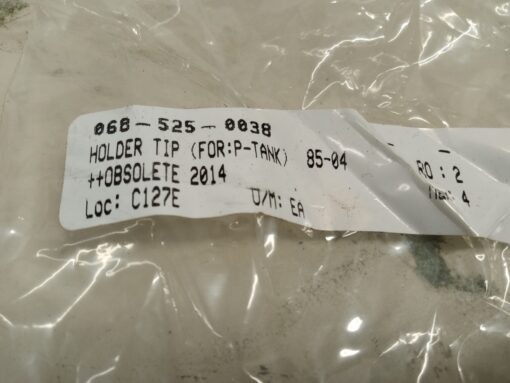 068-525-0038
HOLDER TIP (FOR:P-TANK) 85-04 - -
++OBSOLETE 2014 RO : 2
Loc: C127E U/M: EA : 4